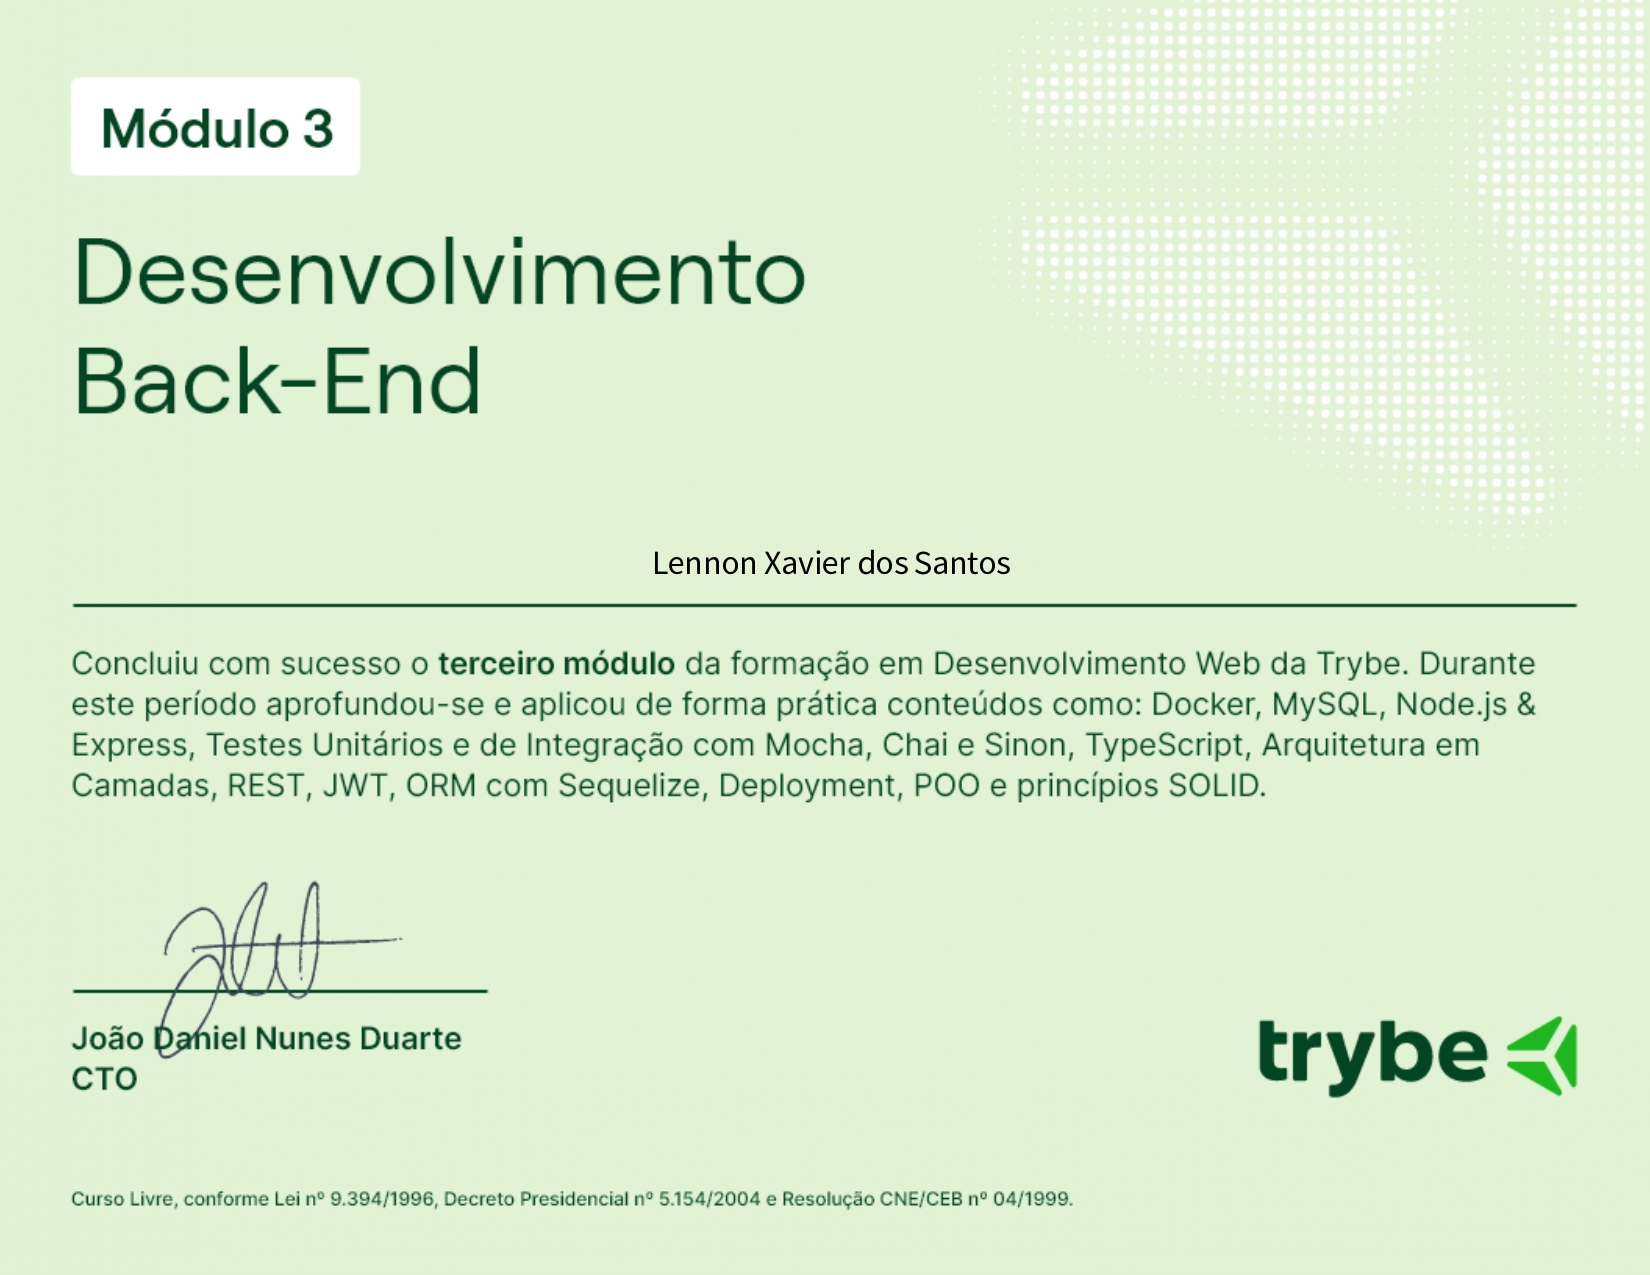 Módulo 3
Desenvolvimento
Back-End
Lennon Xavier dos Santos
Concluiu com sucesso o terceiro módulo da formação em Desenvolvimento Web da Trybe. Durante
este período aprofundou-se e aplicou de forma prática conteúdos como: Docker, MySQL, Node.js &
Express, Testes Unitários e de Integração com Mocha, Chai e Sinon, TypeScript, Arquitetura em
Camadas, REST, JWT, ORM com Sequelize, Deployment, POO e princípios SOLID.
João Daniel Nunes Duarte
CTO
trybe
Curso Livre, conforme Lei nº 9.394/1996, Decreto Presidencial nº 5.154/2004 e Resolução CNE/CEB nº 04/1999.